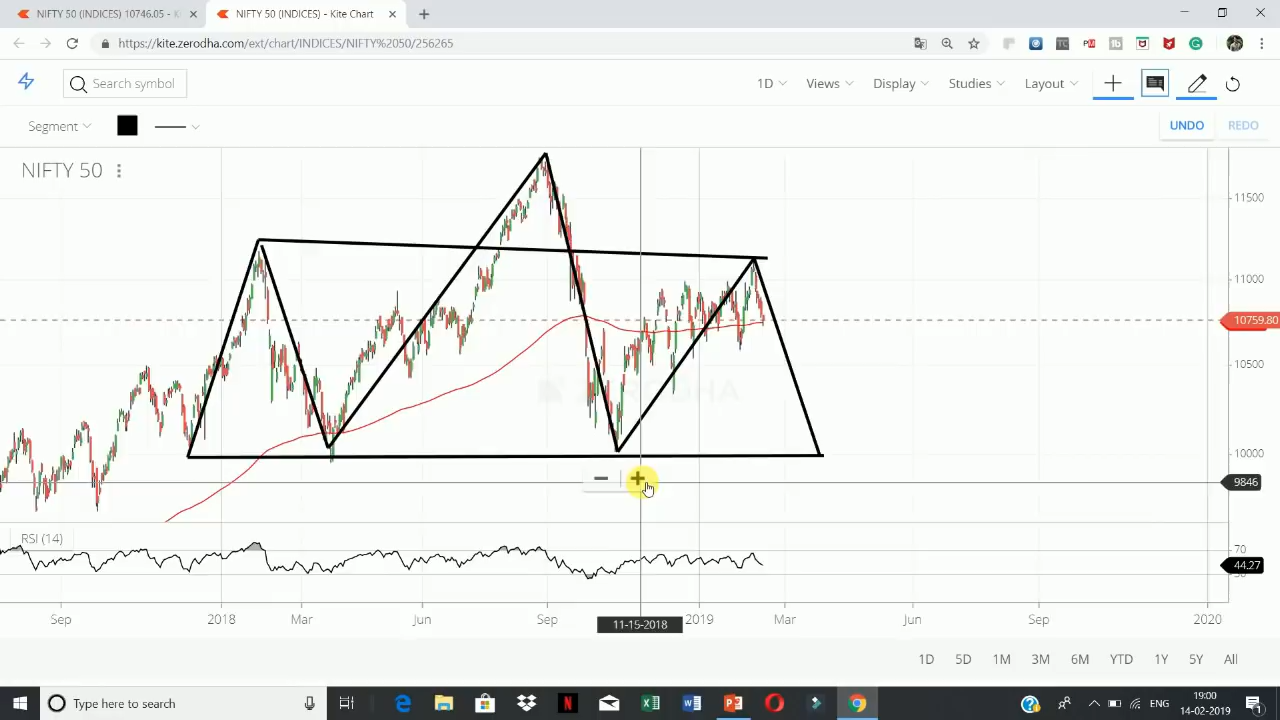 NIFTY 50 (INDICES) 10746.05 - K
NIFTY 50 (INDICES) - Kite Chart
https://kite.zerodha.com/ext/chart/INDICES/NIFTY%2050/256265
Search symbol
1D
Views
Display
Studies
Layout
Segment
UNDO
REDO
NIFTY 50
11500
11000
10759.80
10500
ZERODHA
10000
9846
RSI (14)
70
44.27
Sep
2018
Mar
Jun
Sep
11-15-2018
2019
Mar
Jun
Sep
2020
1D
5D
1M
3M
6M
YTD
1Y
5Y
All
Type here to search
ENG
19:00
14-02-2019